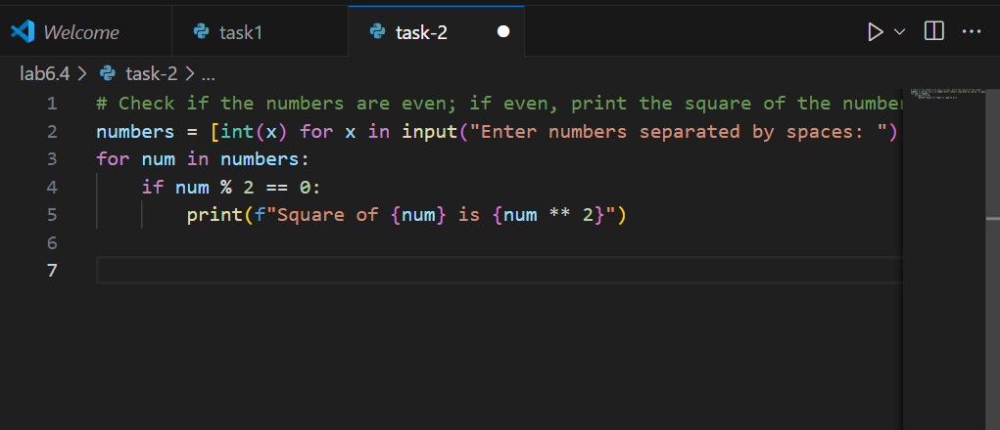 Welcome
task1
task-2
lab6.4 > task-2 > ...
1 # Check if the numbers are even; if even, print the square of the number
2 numbers = [int(x) for x in input("Enter numbers separated by spaces: ")
3 for num in numbers:
4     if num % 2 == 0:
5         print(f"Square of {num} is {num ** 2}")
6
7